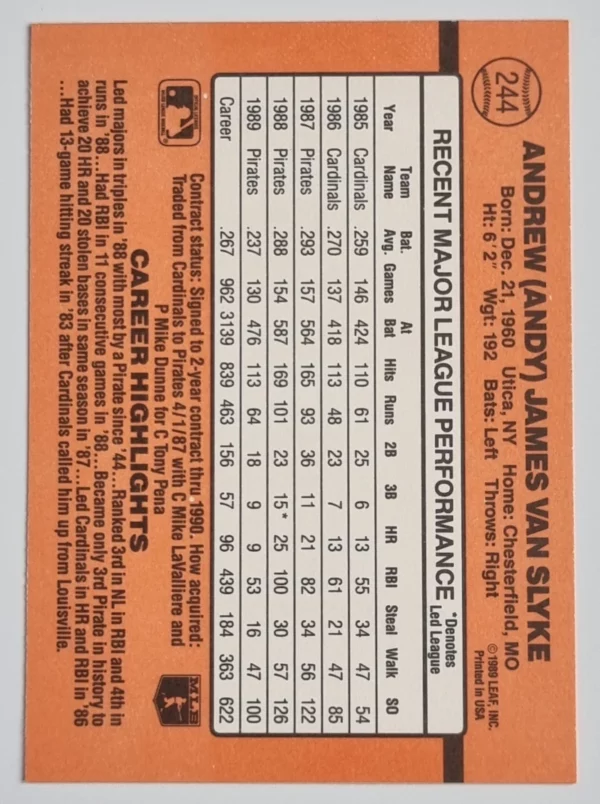 244
ANDREW (ANDY) JAMES VAN SLYKE
Born: Dec. 21, 1960 Utica, NY Home: Chesterfield, MO
Ht: 6'2" Wgt: 192 Bats: Left Throws: Right
©1989 LEAF, INC.
Printed in USA
RECENT MAJOR LEAGUE PERFORMANCE *Denotes Led League
Year Team Name Bat. Avg. Games At Bat Hits Runs 2B 3B HR RBI Steal Walk SO
1985 Cardinals .259 146 424 110 61 25 6 13 55 34 47 54
1986 Cardinals .270 137 418 113 48 23 7 13 61 21 47 85
1987 Pirates .293 157 564 165 93 36 11 21 82 34 56 122
1988 Pirates .288 154 587 169 101 23 15* 25 100 30 57 126
1989 Pirates .237 130 476 113 64 18 9 9 53 16 47 100
Career .267 962 3139 839 463 156 57 96 439 184 363 622
Contract status: Signed to 2-year contract thru 1990. How acquired:
Traded from Cardinals to Pirates 4/1/87 with C Mike LaValliere and
P Mike Dunne for C Tony Pena
MLB
CAREER HIGHLIGHTS
Led majors in triples in '88 with most by a Pirate since '44...Ranked 3rd in NL in RBI and 4th in
runs in '88...Had RBI in 11 consecutive games in '88...Became only 3rd Pirate in history to
achieve 20 HR and 20 stolen bases in same season in '87...Led Cardinals in HR and RBI in '86
...Had 13-game hitting streak in '83 after Cardinals called him up from Louisville.